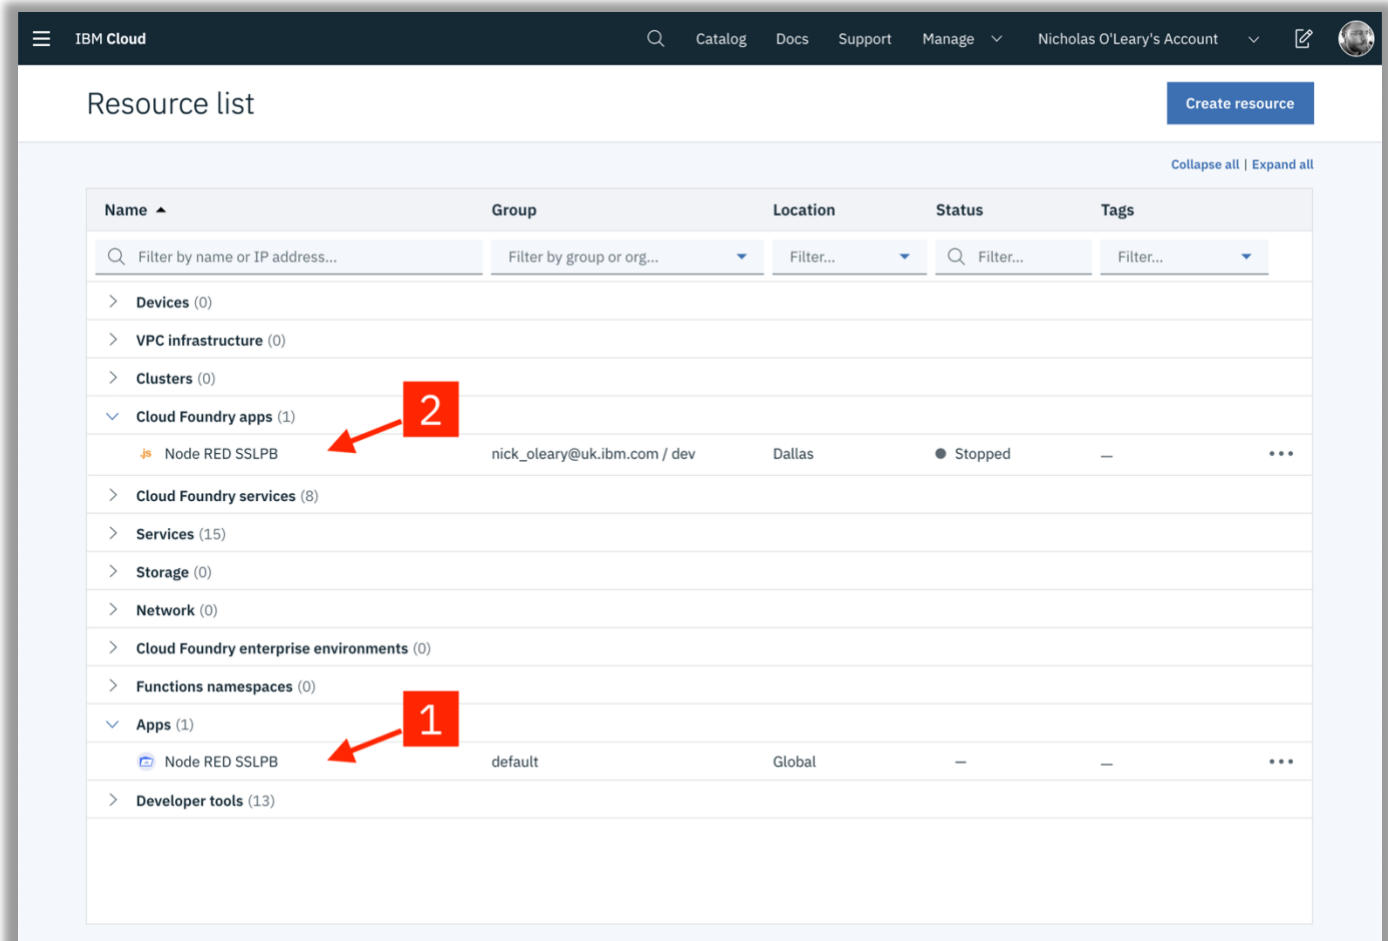 IBM Cloud Catalog Docs Support Manage Nicholas O'Leary's Account
Resource list Create resource
Collapse all | Expand all
Name Group Location Status Tags
Filter by name or IP address... Filter by group or org... Filter... Filter... Filter...
Devices (0)
VPC infrastructure (0)
Clusters (0)
2
Cloud Foundry apps (1)
.js Node RED SSLPB nick_oleary@uk.ibm.com / dev Dallas Stopped —
Cloud Foundry services (8)
Services (15)
Storage (0)
Network (0)
Cloud Foundry enterprise environments (0)
Functions namespaces (0)
1
Apps (1)
Node RED SSLPB default Global — —
Developer tools (13)